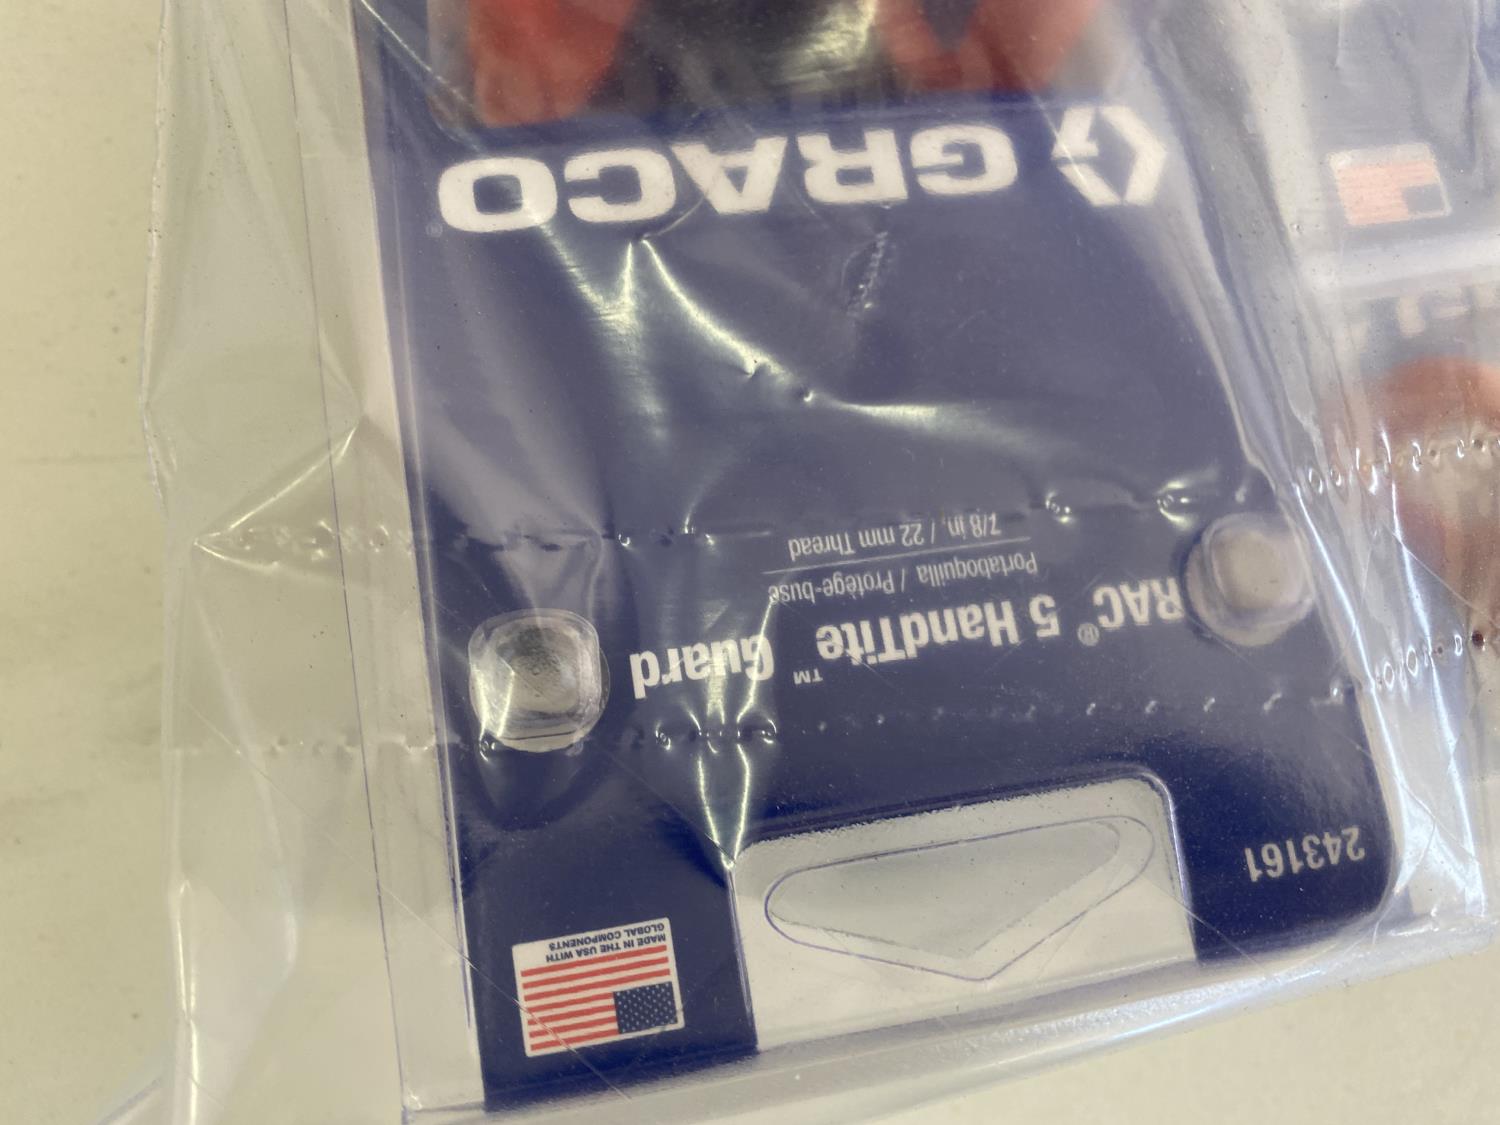 MADE IN THE USA WITH
GLOBAL COMPONENTS
243161
RAC® 5 HandTite™ Guard
Portaboquilla / Protège-buse
7/8 in. / 22 mm Thread
GRACO®